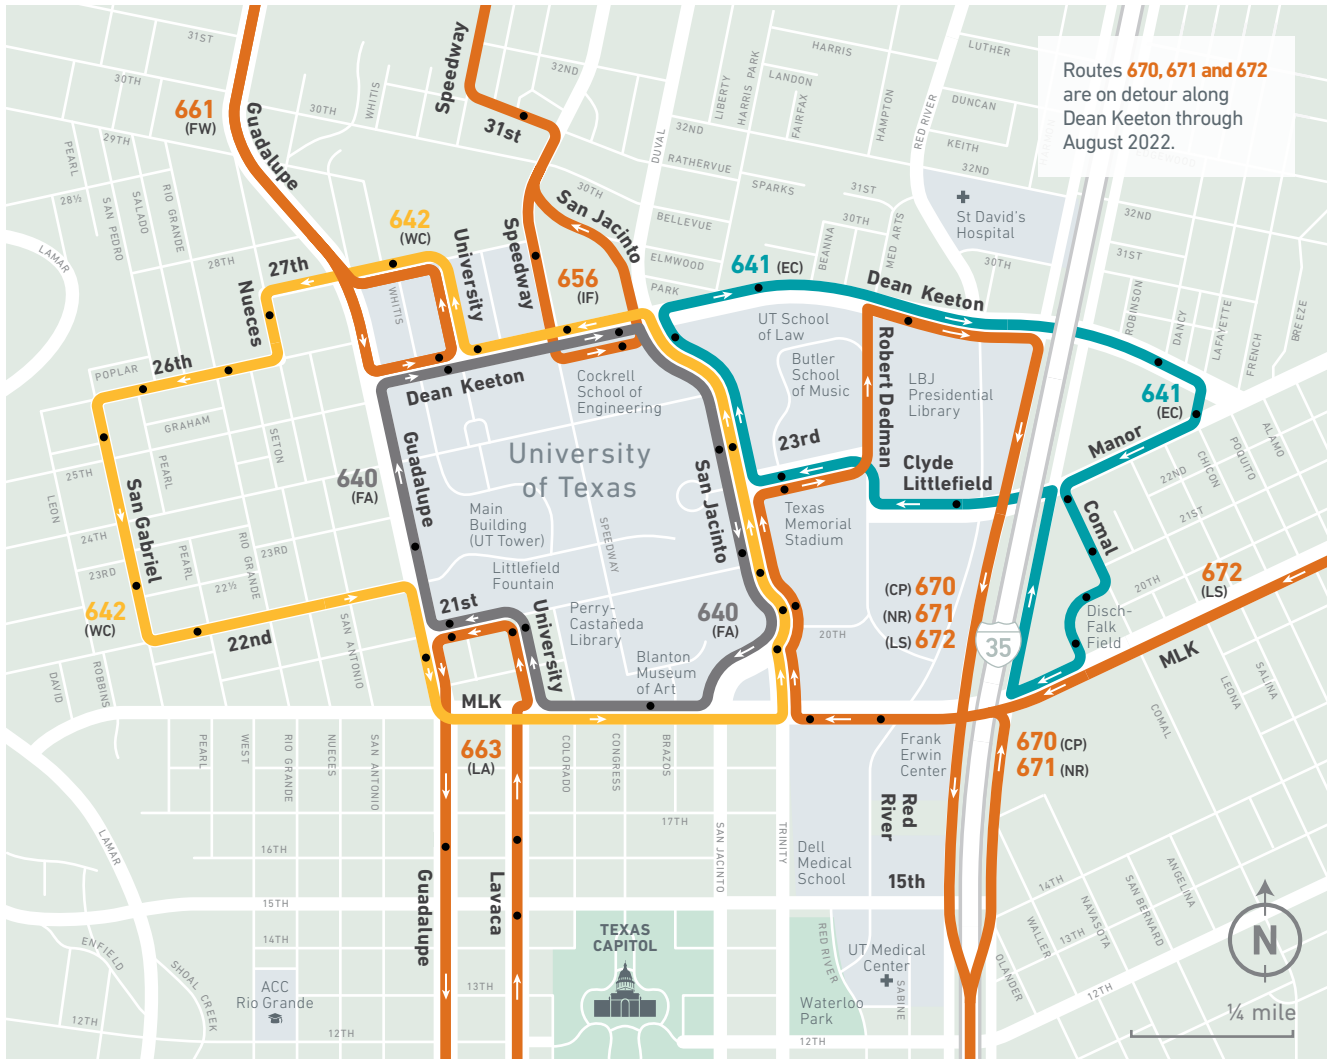 31ST
30TH
661
(FW)
Guadalupe
29TH
PEARL
28½
SAN PEDRO
SALADO
RIO GRANDE
28TH
LAMAR
30TH
WHITIS
Speedway
31st
32ND
30TH
San Jacinto
Speedway
University
642
(WC)
27th
Nueces
WHITIS
656
(IF)
DUVAL
LIBERTY
HARRIS PARK
HARRIS
LANDON
FAIRFAX
HAMPTON
RED RIVER
LUTHER
DUNCAN
KEITH
32ND
32ND
RATHERVUE
SPARKS
31ST
30TH
BEANNA
MED ARTS
BELLEVUE
ELMWOOD
PARK
Routes 670, 671 and 672
are on detour along
Dean Keeton through
August 2022.
St David's
Hospital
30TH
32ND
31ST
ROBINSON
DANCY
LAFAYETTE
FRENCH
BREEZE
641 (EC)
Dean Keeton
UT School
of Law
Butler
School
of Music
Robert Dedman
LBJ
Presidential
Library
641
(EC)
Manor
POPLAR
26th
GRAHAM
SETON
25TH
PEARL
LEON
24TH
23RD
San Gabriel
PEARL
22½
RIO GRANDE
23RD
642
(WC)
22nd
SAN ANTONIO
DAVID
ROBBINS
Dean Keeton
Cockrell
School of
Engineering
Guadalupe
640
(FA)
University
of Texas
Main
Building
(UT Tower)
SPEEDWAY
Littlefield
Fountain
21st
University
Perry-
Castañeda
Library
Blanton
Museum
of Art
640
(FA)
San Jacinto
23rd
Clyde
Littlefield
Texas
Memorial
Stadium
20TH
(CP) 670
(NR) 671
(LS) 672
35
Comal
22ND
21ST
CHICON
POQUITO
ALAMO
20TH
672
(LS)
Disch-
Falk
Field
MLK
COMAL
LEONA
SALINA
MLK
663
(LA)
PEARL
WEST
RIO GRANDE
NUECES
SAN ANTONIO
COLORADO
CONGRESS
BRAZOS
17TH
SAN JACINTO
TRINITY
Frank
Erwin
Center
670 (CP)
671 (NR)
Red
River
Dell
Medical
School
15th
LAMAR
16TH
15TH
14TH
ENFIELD
SHOAL CREEK
12TH
ACC
Rio Grande
12TH
Guadalupe
Lavaca
13TH
TEXAS
CAPITOL
RED RIVER
UT Medical
Center
SABINE
Waterloo
Park
12TH
14TH
WALLER
13TH
NAVASOTA
SAN BERNARD
ANGELINA
OLANDER
12TH
N
¼ mile